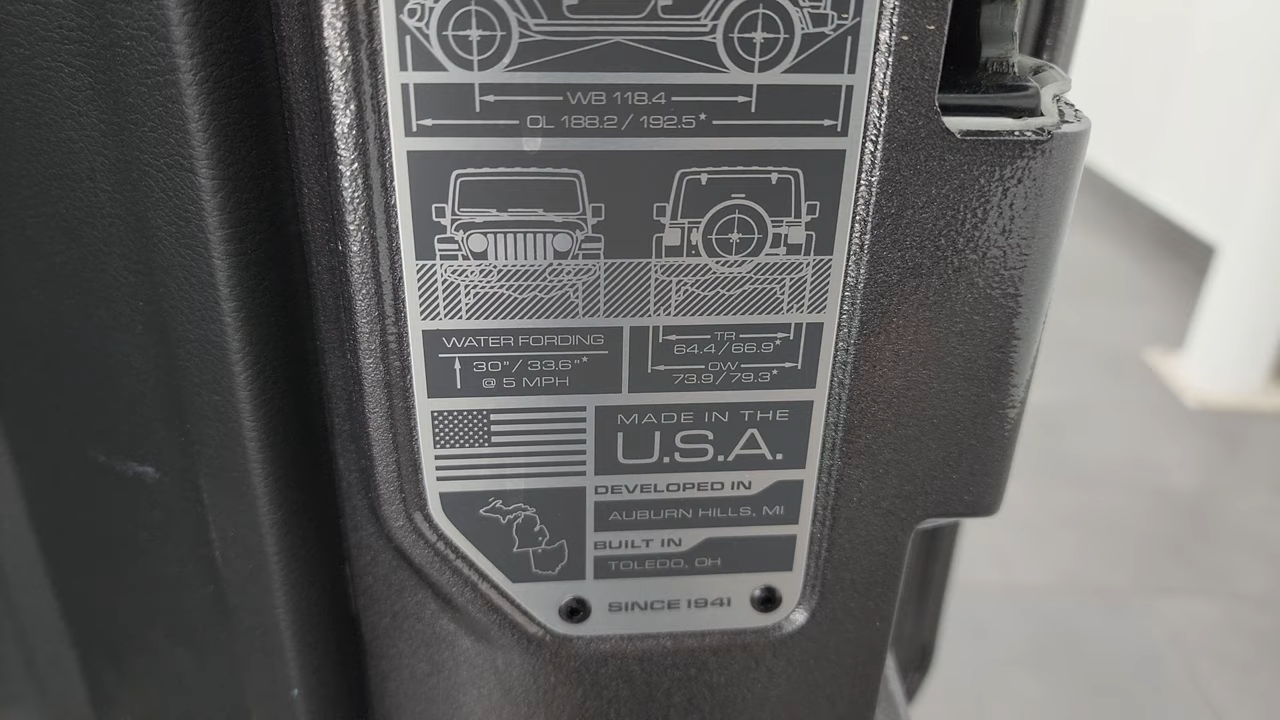 WB 118.4
OL 188.2 / 192.5*
WATER FORDING
30" / 33.6"*
@ 5 MPH
TR
64.4/66.9*
OW
73.9/79.3*
MADE IN THE
U.S.A.
DEVELOPED IN
AUBURN HILLS, MI
BUILT IN
TOLEDO, OH
SINCE 1941